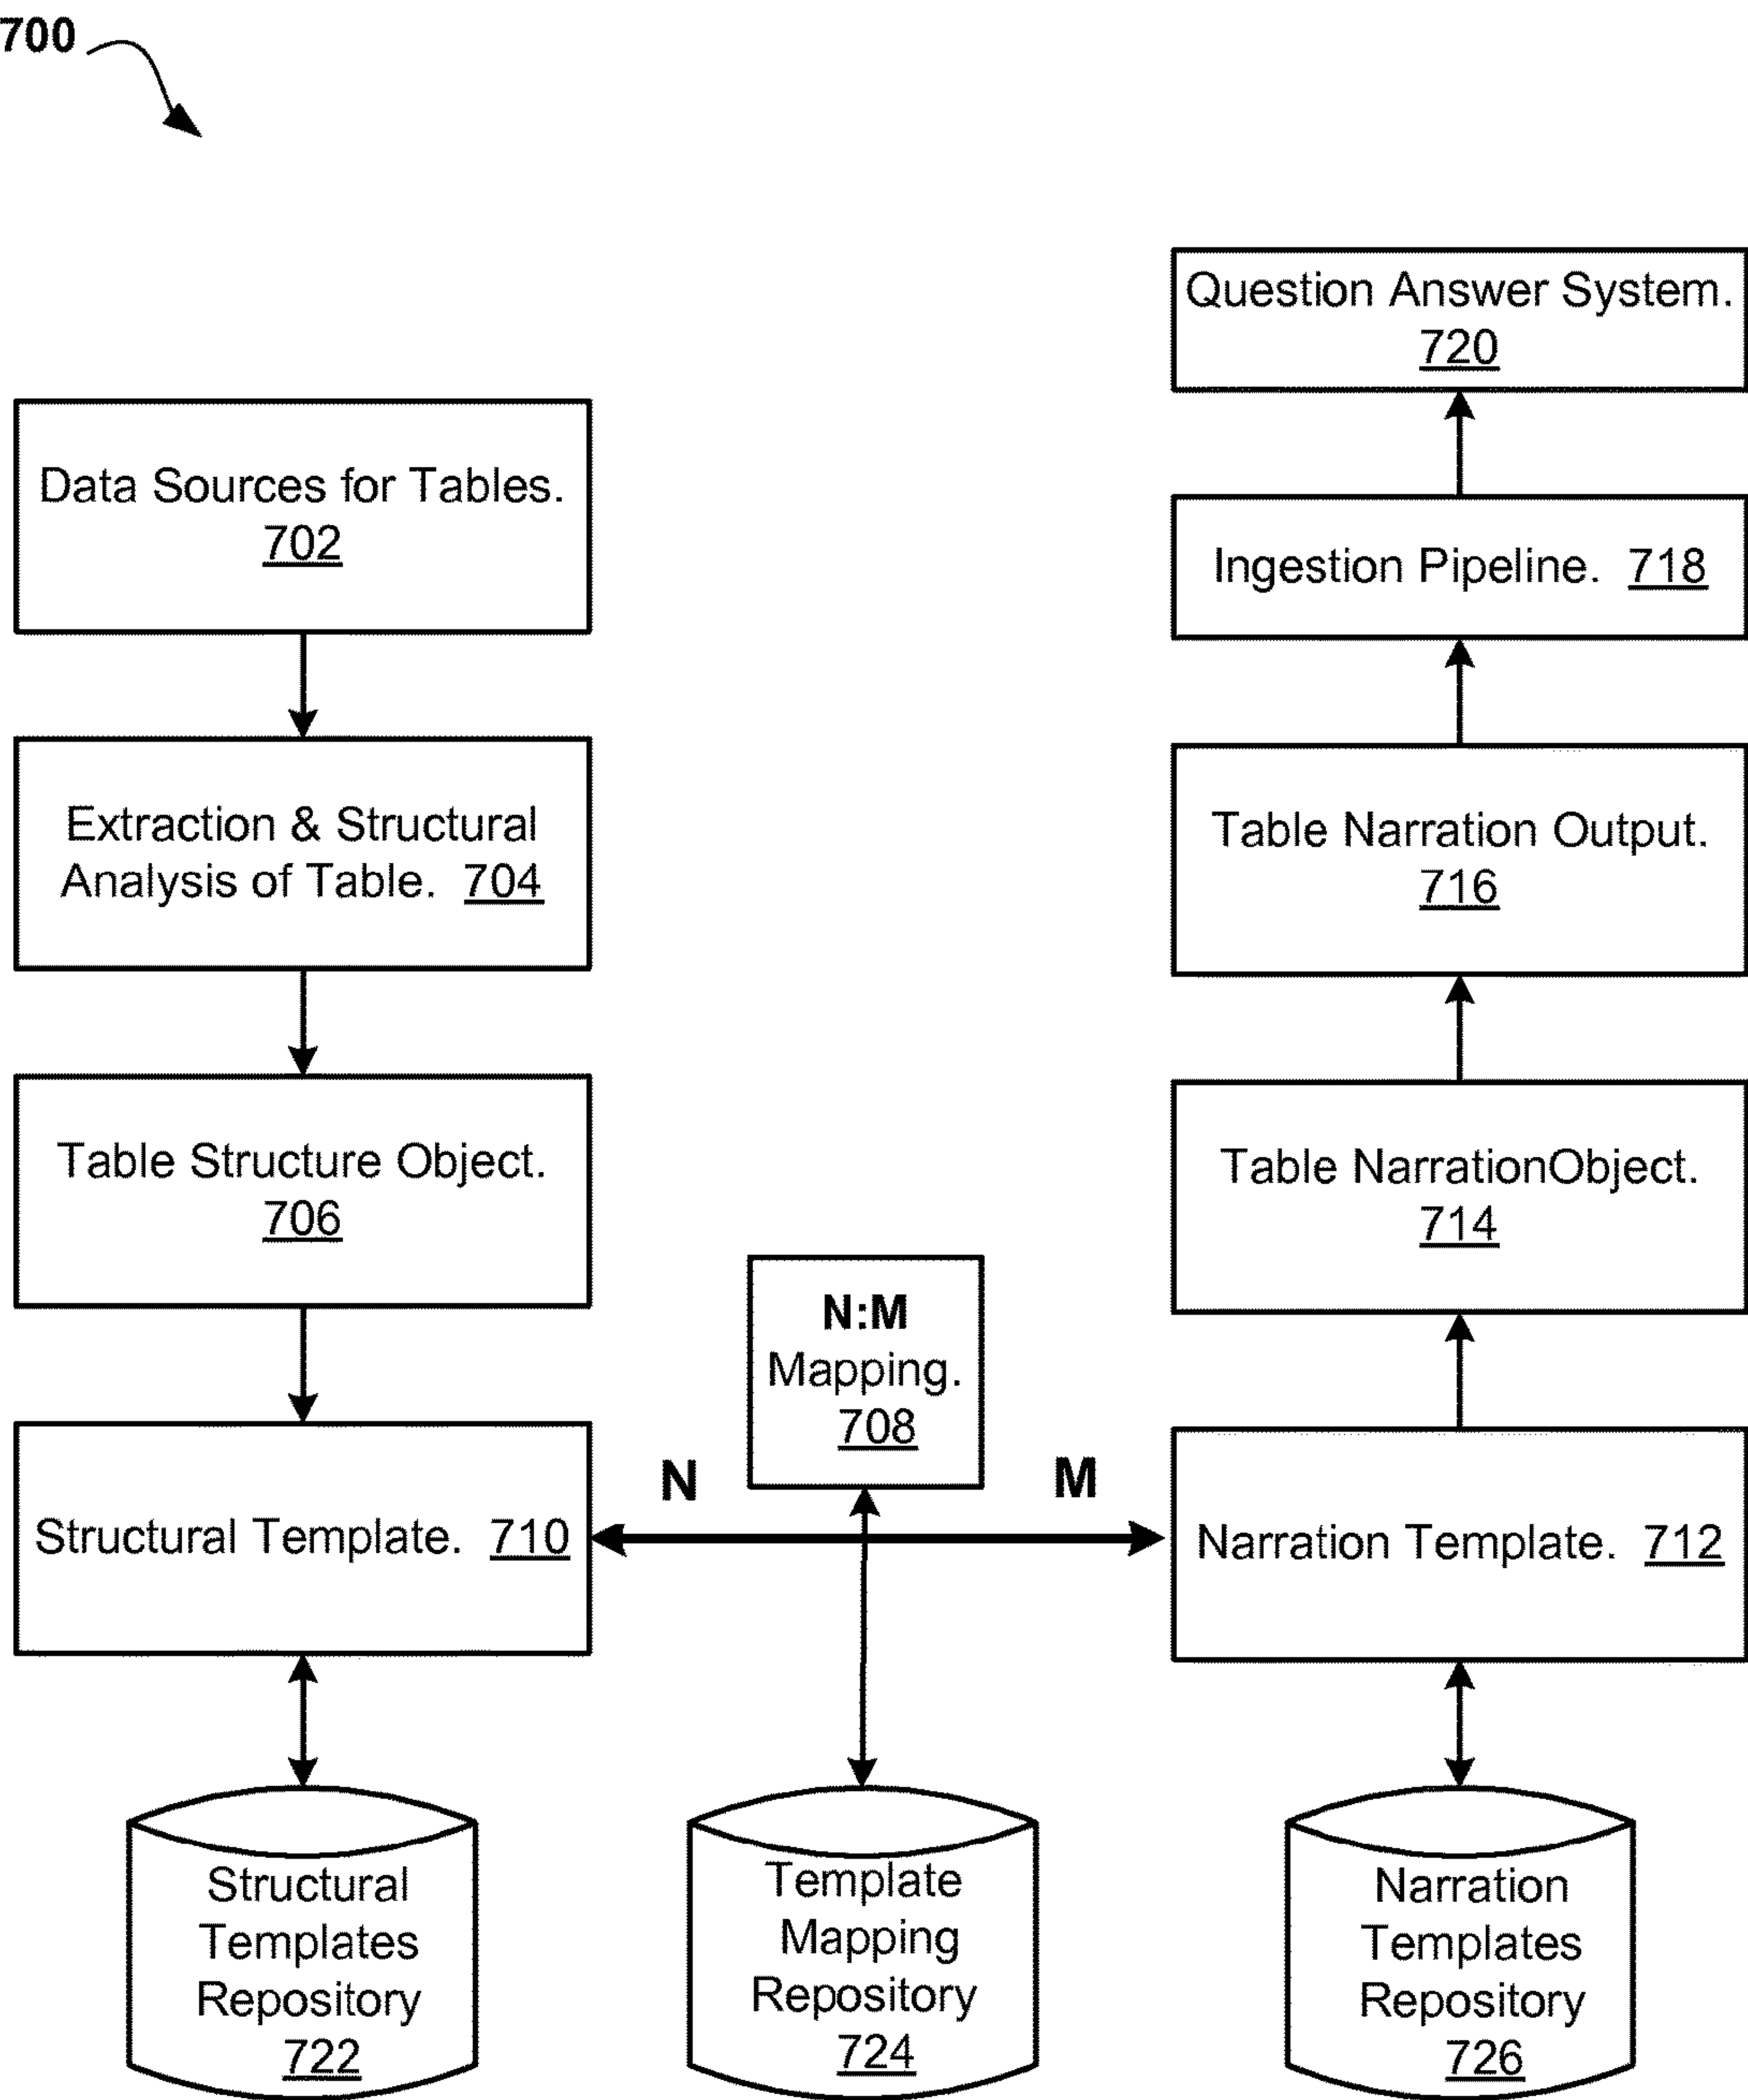 700
Data Sources for Tables.
702
Extraction & Structural
Analysis of Table. 704
Table Structure Object.
706
Structural Template. 710
Structural
Templates
Repository
722
N:M
Mapping.
708
N
M
Template
Mapping
Repository
724
Question Answer System.
720
Ingestion Pipeline. 718
Table Narration Output.
716
Table NarrationObject.
714
Narration Template. 712
Narration
Templates
Repository
726